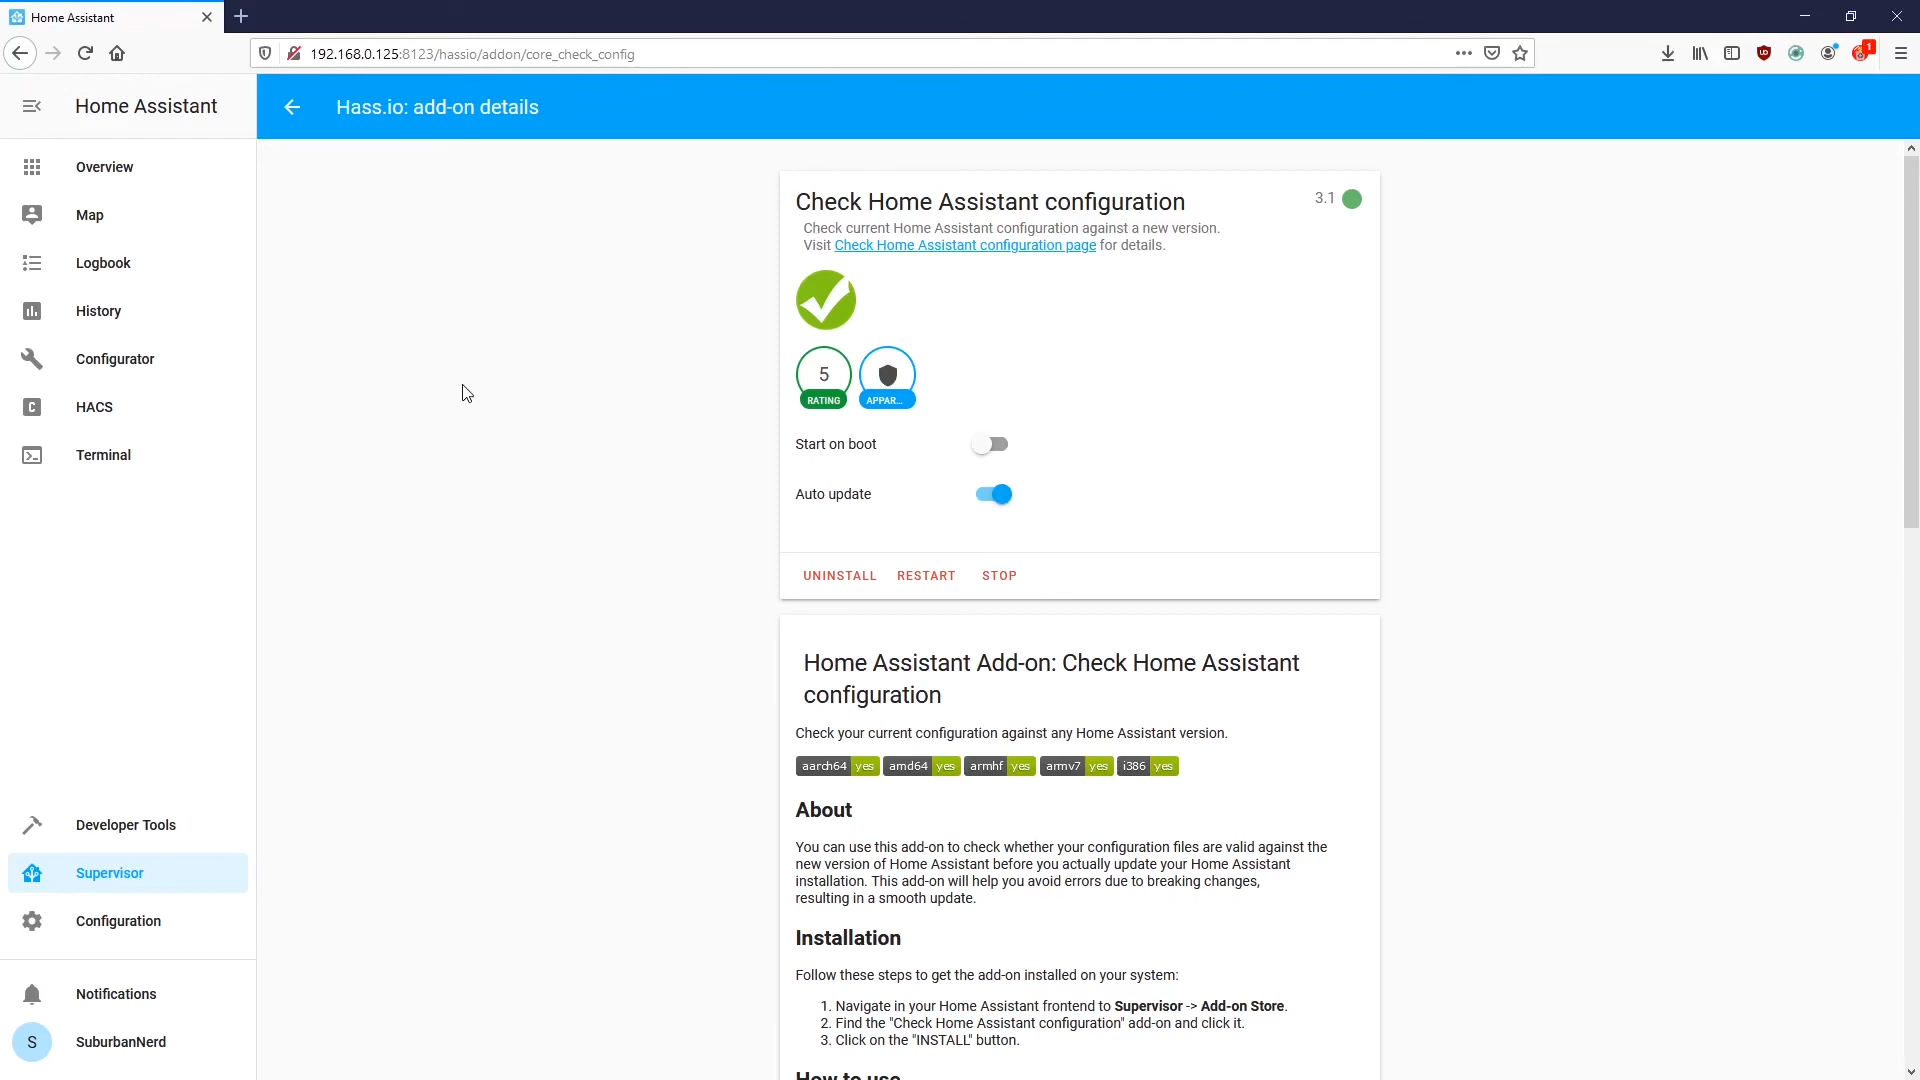 Home Assistant
192.168.0.125:8123/hassio/addon/core_check_config
1
Home Assistant
Hass.io: add-on details
Overview
Map
Logbook
History
Configurator
HACS
Terminal
Developer Tools
Supervisor
Configuration
Notifications
S
SuburbanNerd
Check Home Assistant configuration
3.1
Check current Home Assistant configuration against a new version.
Visit Check Home Assistant configuration page for details.
5
RATING
APPAR...
Start on boot
Auto update
UNINSTALL RESTART STOP
Home Assistant Add-on: Check Home Assistant
configuration
Check your current configuration against any Home Assistant version.
aarch64 yes amd64 yes armhf yes armv7 yes i386 yes
About
You can use this add-on to check whether your configuration files are valid against the
new version of Home Assistant before you actually update your Home Assistant
installation. This add-on will help you avoid errors due to breaking changes,
resulting in a smooth update.
Installation
Follow these steps to get the add-on installed on your system:
1. Navigate in your Home Assistant frontend to Supervisor -> Add-on Store.
2. Find the "Check Home Assistant configuration" add-on and click it.
3. Click on the "INSTALL" button.
How to use